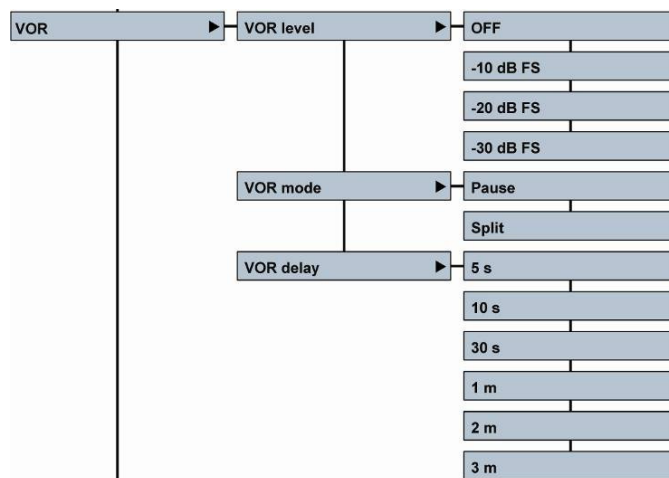 VOR
VOR level
OFF
-10 dB FS
-20 dB FS
-30 dB FS
VOR mode
Pause
Split
VOR delay
5 s
10 s
30 s
1 m
2 m
3 m